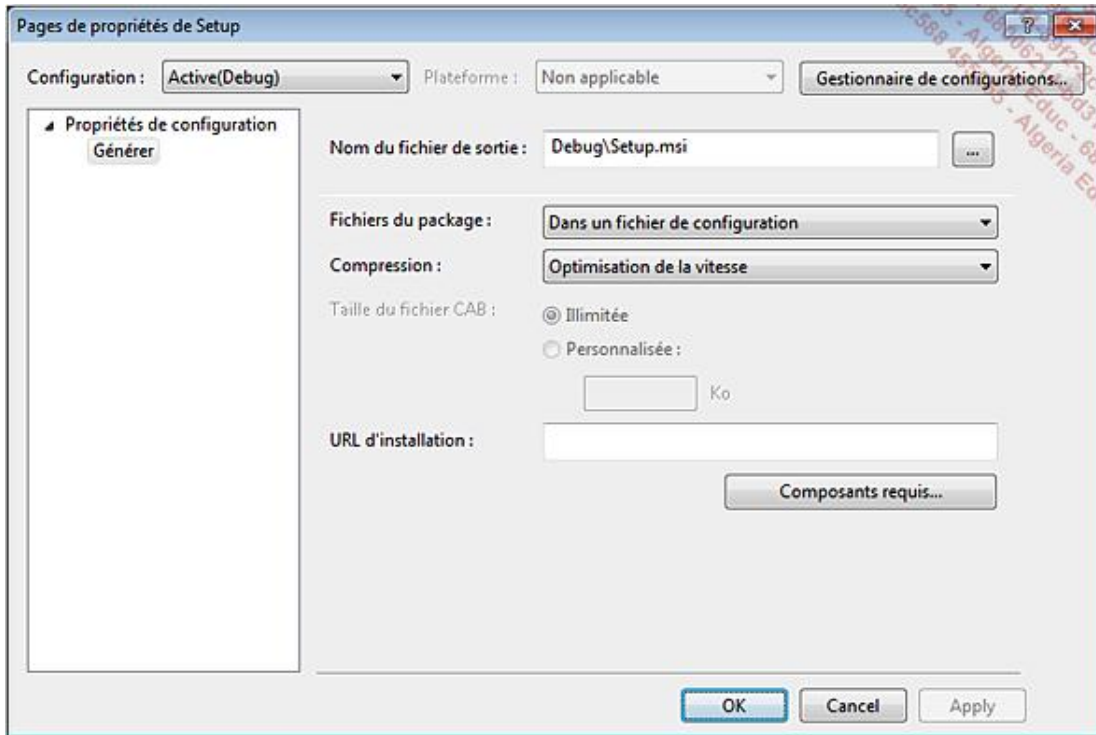 Pages de propriétés de Setup
Configuration : Active(Debug) Plateforme : Non applicable Gestionnaire de configurations...
Propriétés de configuration
Générer
Nom du fichier de sortie : Debug\Setup.msi ...
Fichiers du package : Dans un fichier de configuration
Compression : Optimisation de la vitesse
Taille du fichier CAB : Illimitée
Personnalisée :
Ko
URL d'installation :
Composants requis...
OK Cancel Apply